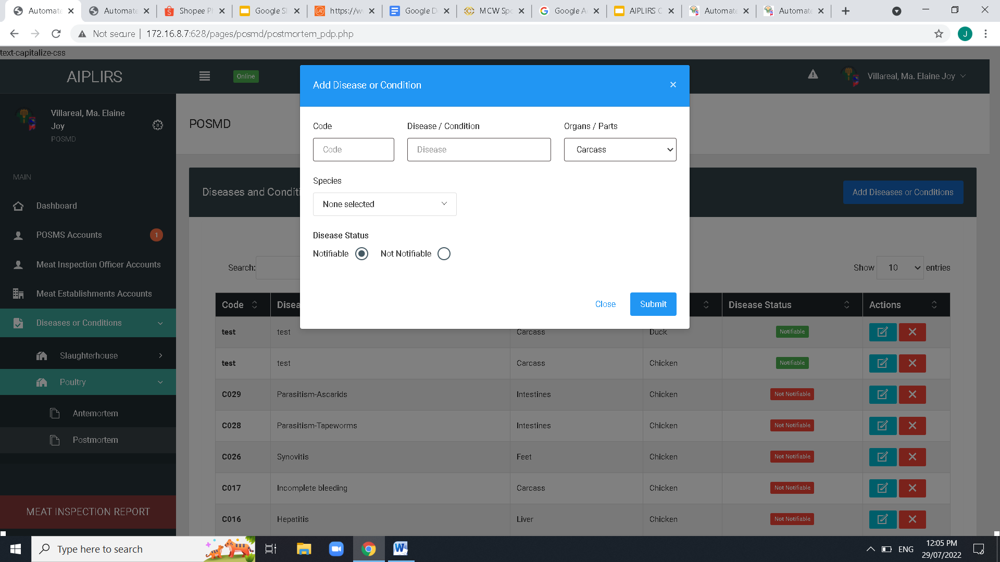 Automate
Automate
Shopee P
Google Sl
https://w
Google D
MCW Spo
Google A
AIPLIRS C
Automate
Automate
Not secure
172.16.8.7:628/pages/posmd/postmortem_pdp.php
J
text-capitalize-css
AIPLIRS
Online
Villareal, Ma. Elaine Joy
Villareal, Ma. Elaine
Joy
POSMD
MAIN
Dashboard
POSMS Accounts
1
Meat Inspection Officer Accounts
Meat Establishments Accounts
Diseases or Conditions
Slaughterhouse
Poultry
Antemortem
Postmortem
MEAT INSPECTION REPORT
POSMD
Diseases and Conditi
Add Diseases or Conditions
Search:
Show 10 entries
Add Disease or Condition
Code
Disease / Condition
Organs / Parts
Code
Disease
Carcass
Species
None selected
Disease Status
Notifiable
Not Notifiable
Close
Submit
Code Disea Disease Status Actions
test test Carcass Duck Notifiable
test test Carcass Chicken Notifiable
C029 Parasitism-Ascarids Intestines Chicken Not Notifiable
C028 Parasitism-Tapeworms Intestines Chicken Not Notifiable
C026 Synovitis Feet Chicken Not Notifiable
C017 Incomplete bleeding Carcass Chicken Not Notifiable
C016 Hepatitis Liver Chicken Not Notifiable
Type here to search
ENG
12:05 PM
29/07/2022